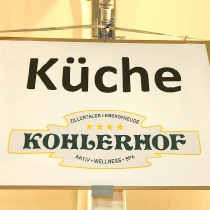 Küche
ZILLERTALER LEBENSFREUDE
KOHLERHOF
AKTIV • WELLNESS • SPA